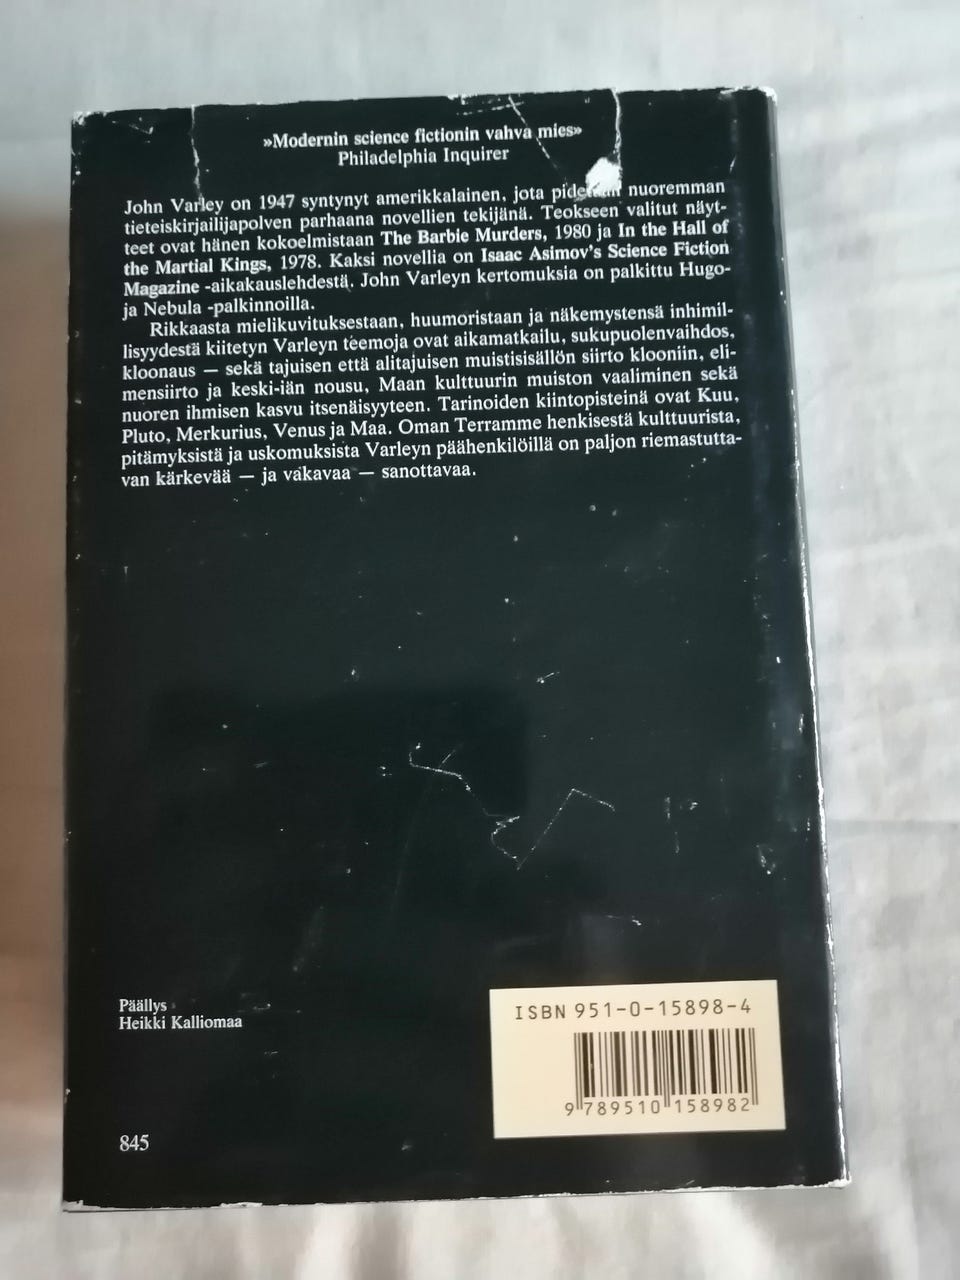 »Modernin science fictionin vahva mies»
Philadelphia Inquirer
John Varley on 1947 syntynyt amerikkalainen, jota nuoremman
tieteiskirjailijapolven parhaana novellien tekijänä. Teokseen valitut näyt-
teet ovat hänen kokoelmistaan The Barbie Murders, 1980 ja In the Hall of
the Martial Kings, 1978. Kaksi novellia on Isaac Asimov's Science Fiction
Magazine -aikakauslehdestä. John Varleyn kertomuksia on palkittu Hugo-
ja Nebula -palkinnoilla.
Rikkaasta mielikuvituksestaan, huumoristaan ja näkemystensä inhimil-
lisyydestä kiitetyn Varleyn teemoja ovat aikamatkailu, sukupuolenvaihdos,
kloonaus — sekä tajuisen että alitajuisen muistisisällön siirto klooniin, eli-
mensiirto ja keski-iän nousu, Maan kulttuurin muiston vaaliminen sekä
nuoren ihmisen kasvu itsenäisyyteen. Tarinoiden kiintopisteinä ovat Kuu,
Pluto, Merkurius, Venus ja Maa. Oman Terramme henkisestä kulttuurista,
pitämyksistä ja uskomuksista Varleyn päähenkilöillä on paljon riemastutta-
van kärkevää — ja vakavaa — sanottavaa.
Päällys
Heikki Kalliomaa
845
ISBN 951-0-15898-4
9 789510 158982